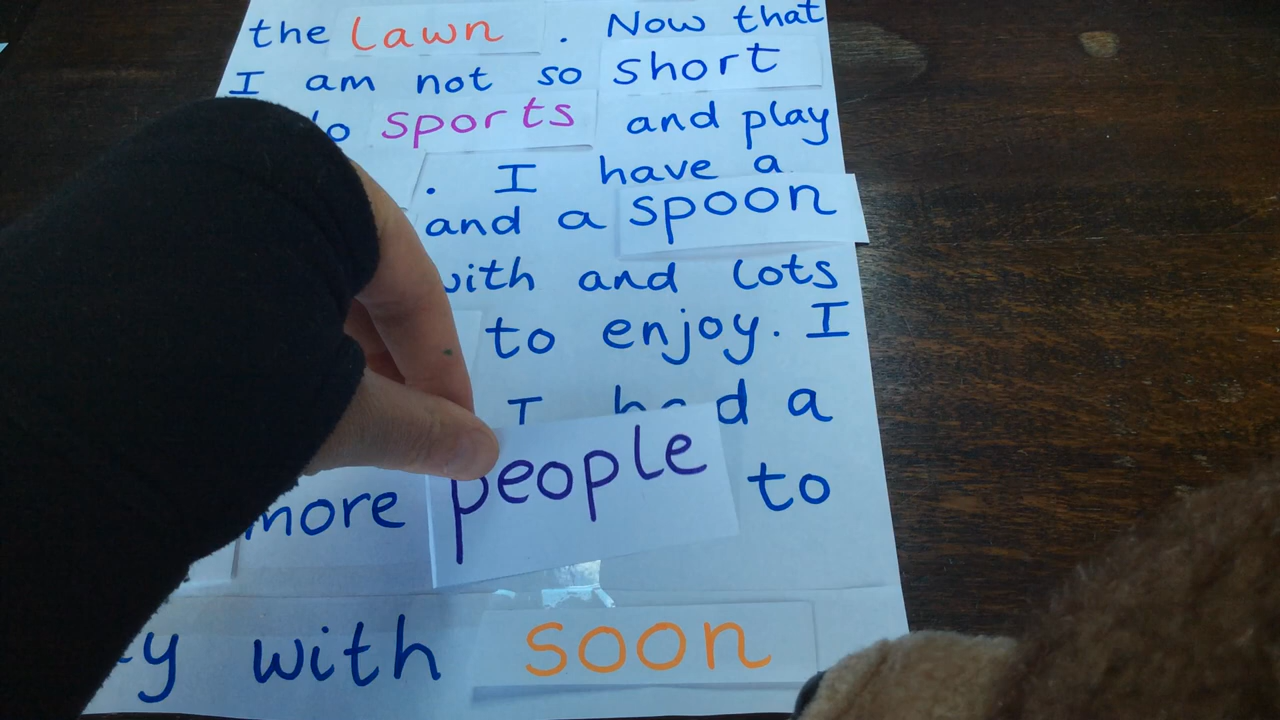 the lawn . Now that
I am not so short
sports and play
. I have a
and a spoon
with and lots
to enjoy. I
I had a
more people to
with soon